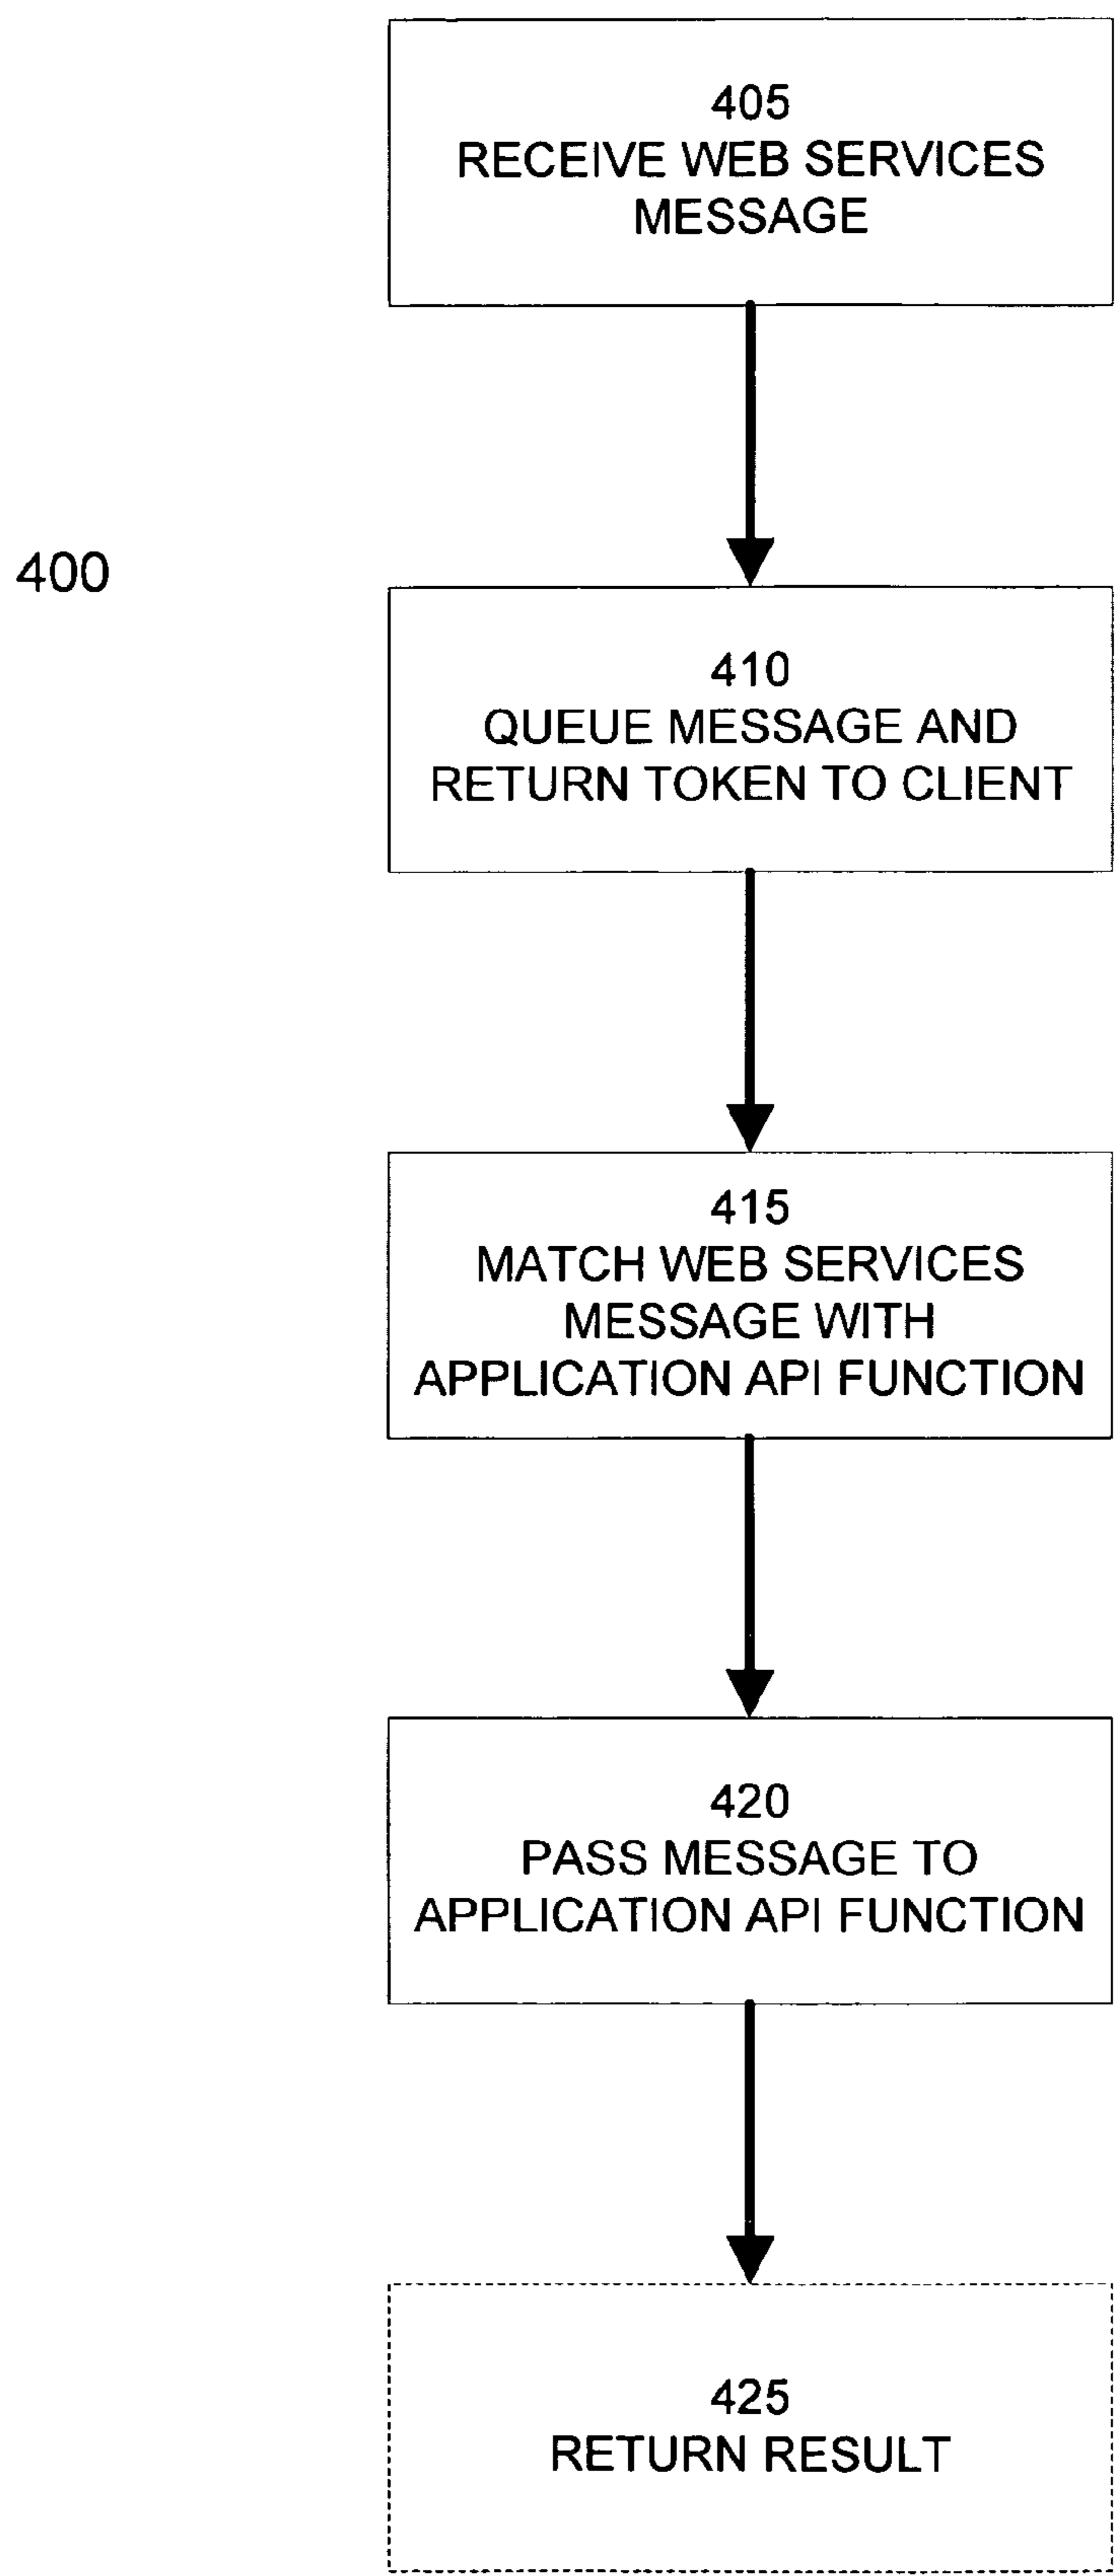 405
RECEIVE WEB SERVICES
MESSAGE
400
410
QUEUE MESSAGE AND
RETURN TOKEN TO CLIENT
415
MATCH WEB SERVICES
MESSAGE WITH
APPLICATION API FUNCTION
420
PASS MESSAGE TO
APPLICATION API FUNCTION
425
RETURN RESULT